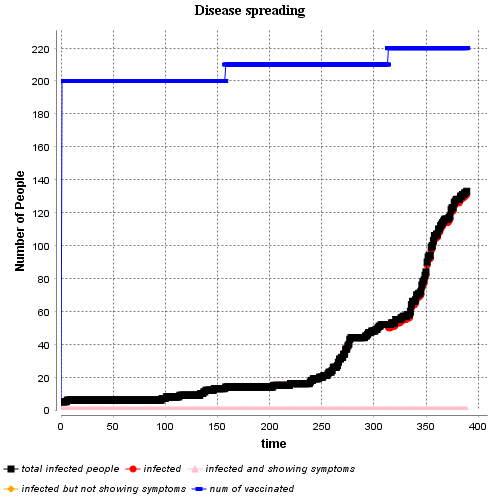 Disease spreading
Number of People
220
200
180
160
140
120
100
80
60
40
20
0
0 50 100 150 200 250 300 350 400
time
total infected people infected infected and showing symptoms
infected but not showing symptoms num of vaccinated